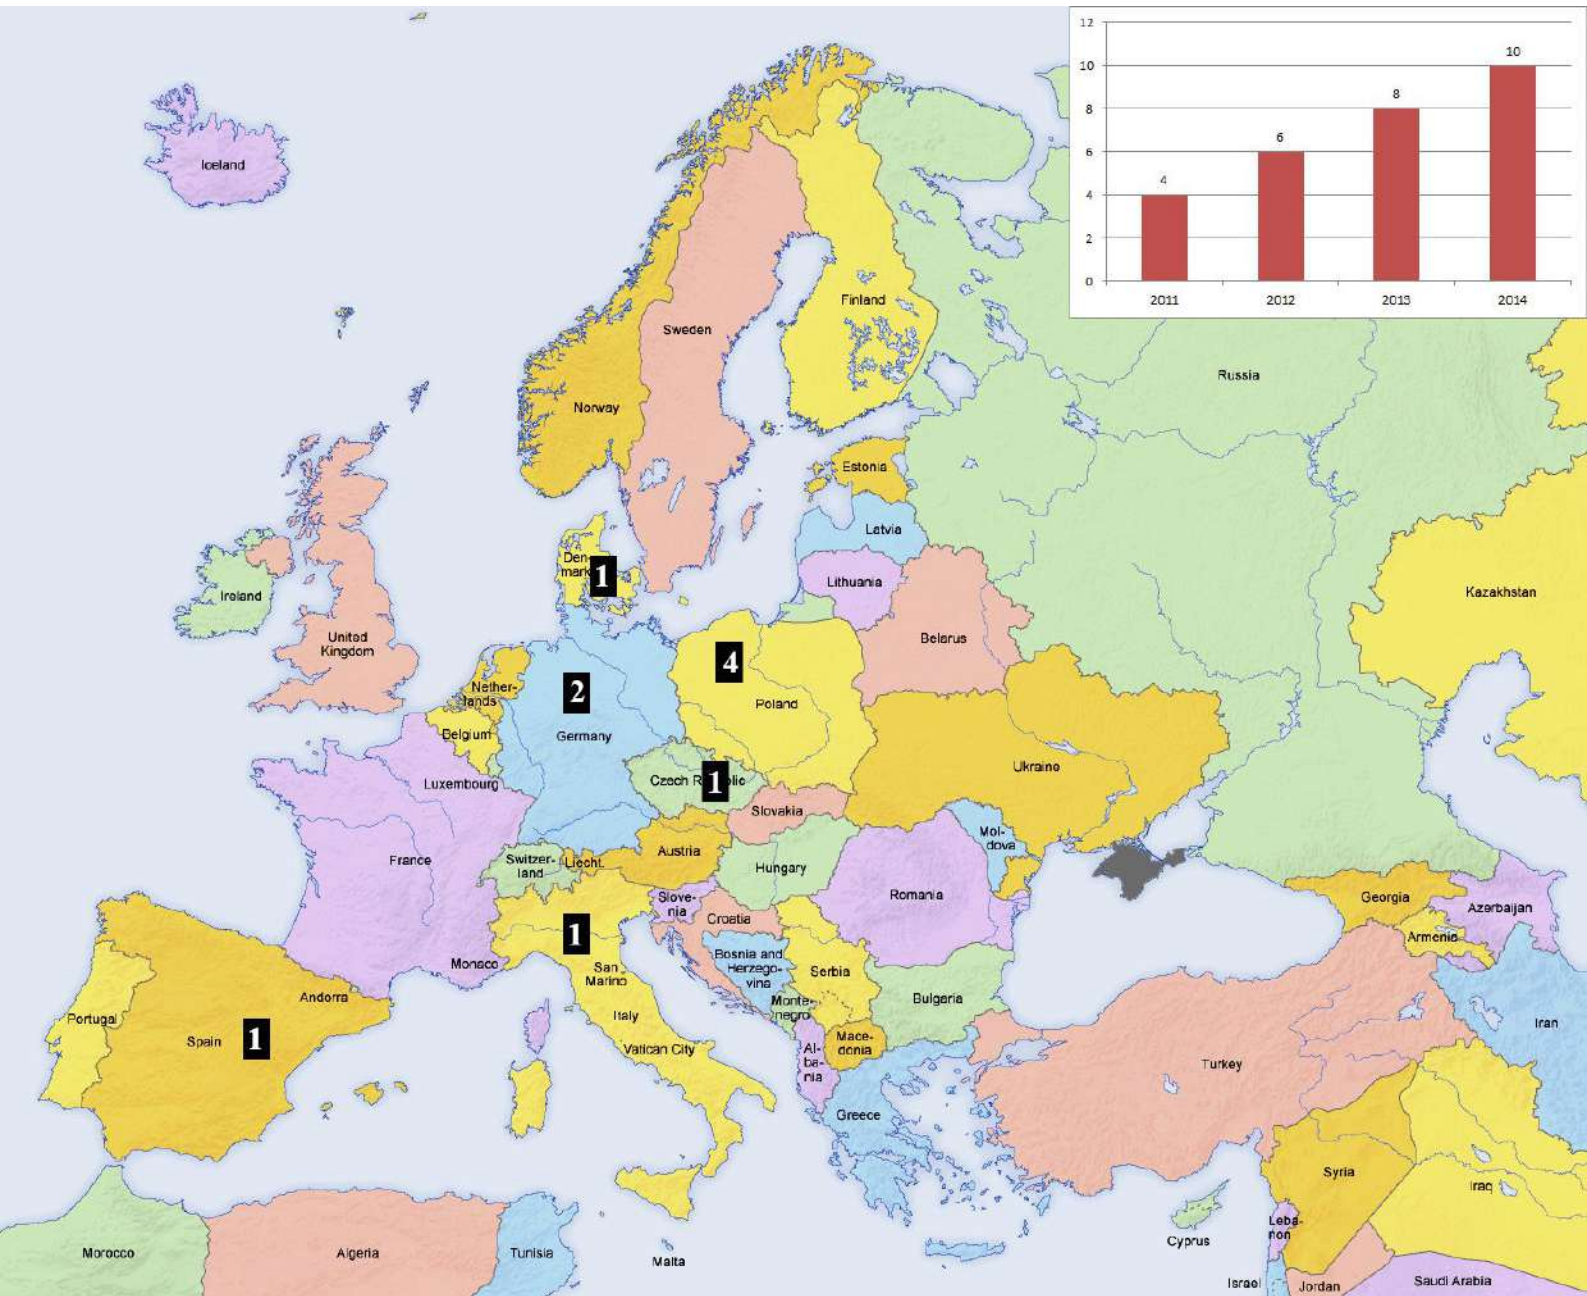 12
10
8
6
4
2
0
4
6
8
10
2011
2012
2013
2014
Iceland
Sweden
Finland
Norway
Russia
Estonia
Latvia
Lithuania
Den-
mark
1
Ireland
United
Kingdom
Belarus
Kazakhstan
Nether-
lands
2
Germany
4
Poland
Belgium
Luxembourg
Czech
1
Slovakia
Ukraine
Mol-
dova
France
Switzer-
land
Liecht.
Austria
Hungary
Romania
Slove-
nia
Croatia
Georgia
Azerbaijan
Armenia
1
Monaco
San
Marino
Bosnia and
Herzego-
vina
Serbia
Monte-
negro
Bulgaria
Andorra
Portugal
Spain
1
Italy
Vatican City
Al-
ba-
nia
Mace-
donia
Greece
Turkey
Iran
Syria
Iraq
Leba-
non
Cyprus
Israel
Jordan
Saudi Arabia
Morocco
Algeria
Tunisia
Malta